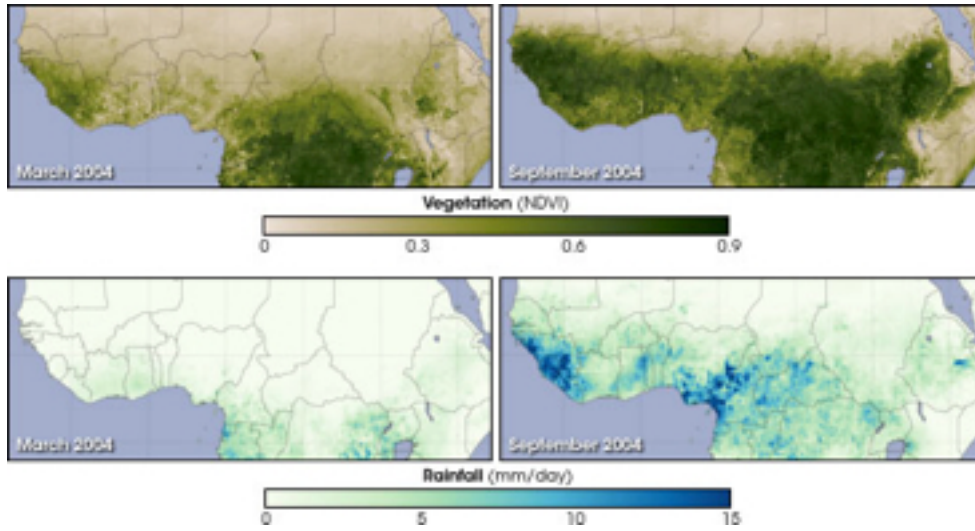 March 2004
September 2004
Vegetation (NDVI)
0 0.3 0.6 0.9
March 2004
September 2004
Rainfall (mm/day)
0 5 10 15